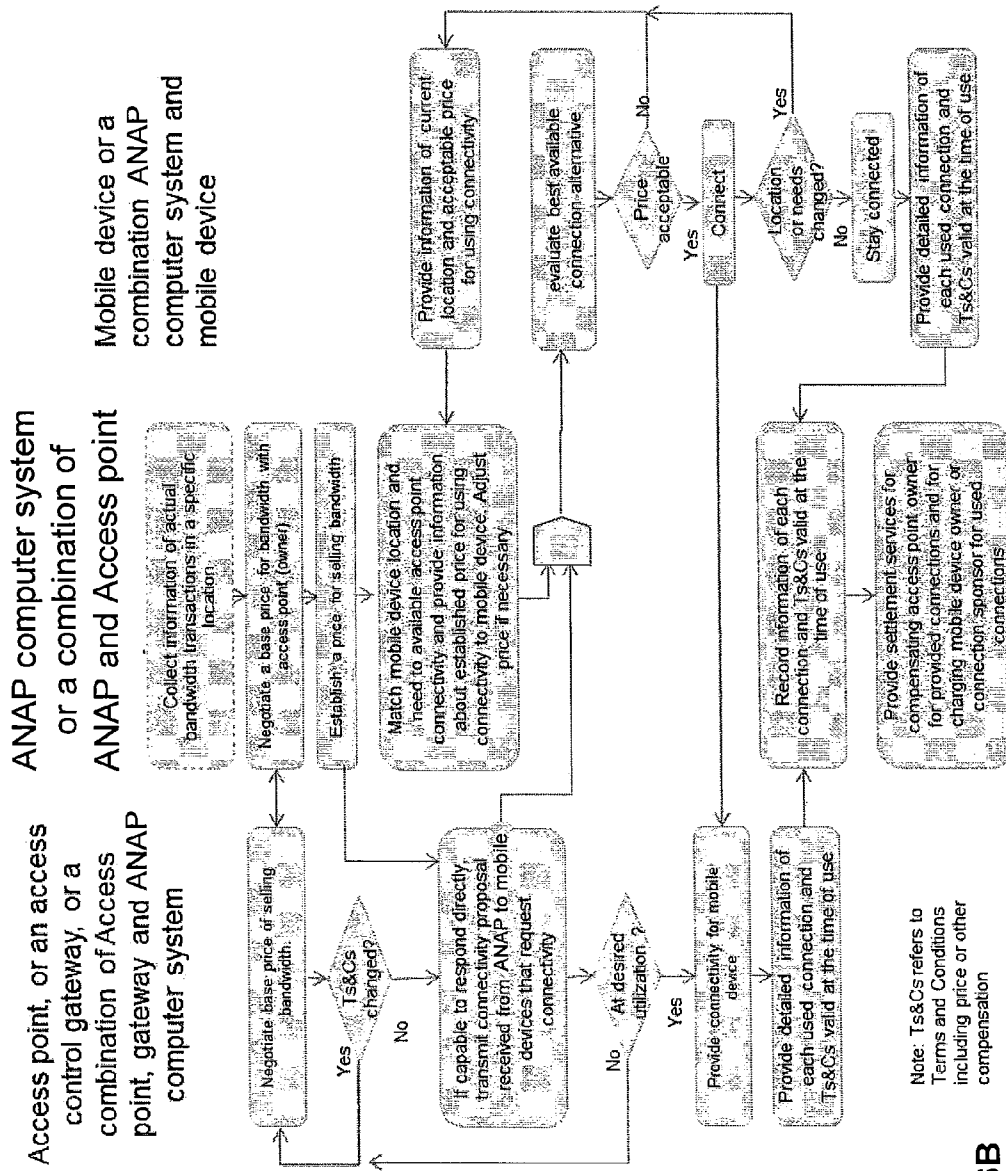 Access point, or an access
control gateway, or a
combination of Access
point, gateway and ANAP
computer system
Negotiate base price of selling
bandwidth
Ts&Cs
changed?
Yes
No
If capable to respond directly,
transmit connectivity proposal
received from ANAP to mobile
devices that request
connectivity
At desired
utilization ?
No
Yes
Provide connectivity for mobile
device
Provide detailed information of
each used connection and
Ts&Cs valid at the time of use
Note: Ts&Cs refers to
Terms and Conditions
including price or other
compensation
ANAP computer system
or a combination of
ANAP and Access point
Collect information of actual
bandwidth transactions in a specific
location
Negotiate a base price for bandwidth with
access point (owner)
Establish a price for selling bandwidth
Match mobile device location and
need to available access point
connectivity and provide information
about established price for using
connectivity to mobile device. Adjust
price if necessary
Record information of each
connection and Ts&Cs valid at the
time of use
Provide settlement services for
compensating access point owner
for provided connections and for
charging mobile device owner or
connection sponsor for used
connections
Mobile device or a
combination ANAP
computer system and
mobile device
Provide information of current
location and acceptable price
for using connectivity
evaluate best available
connection alternative
Price
acceptable
No
Yes
Connect
Location
or needs
changed?
Yes
No
Stay connected
Provide detailed information of
each used connection and
Ts&Cs valid at the time of use